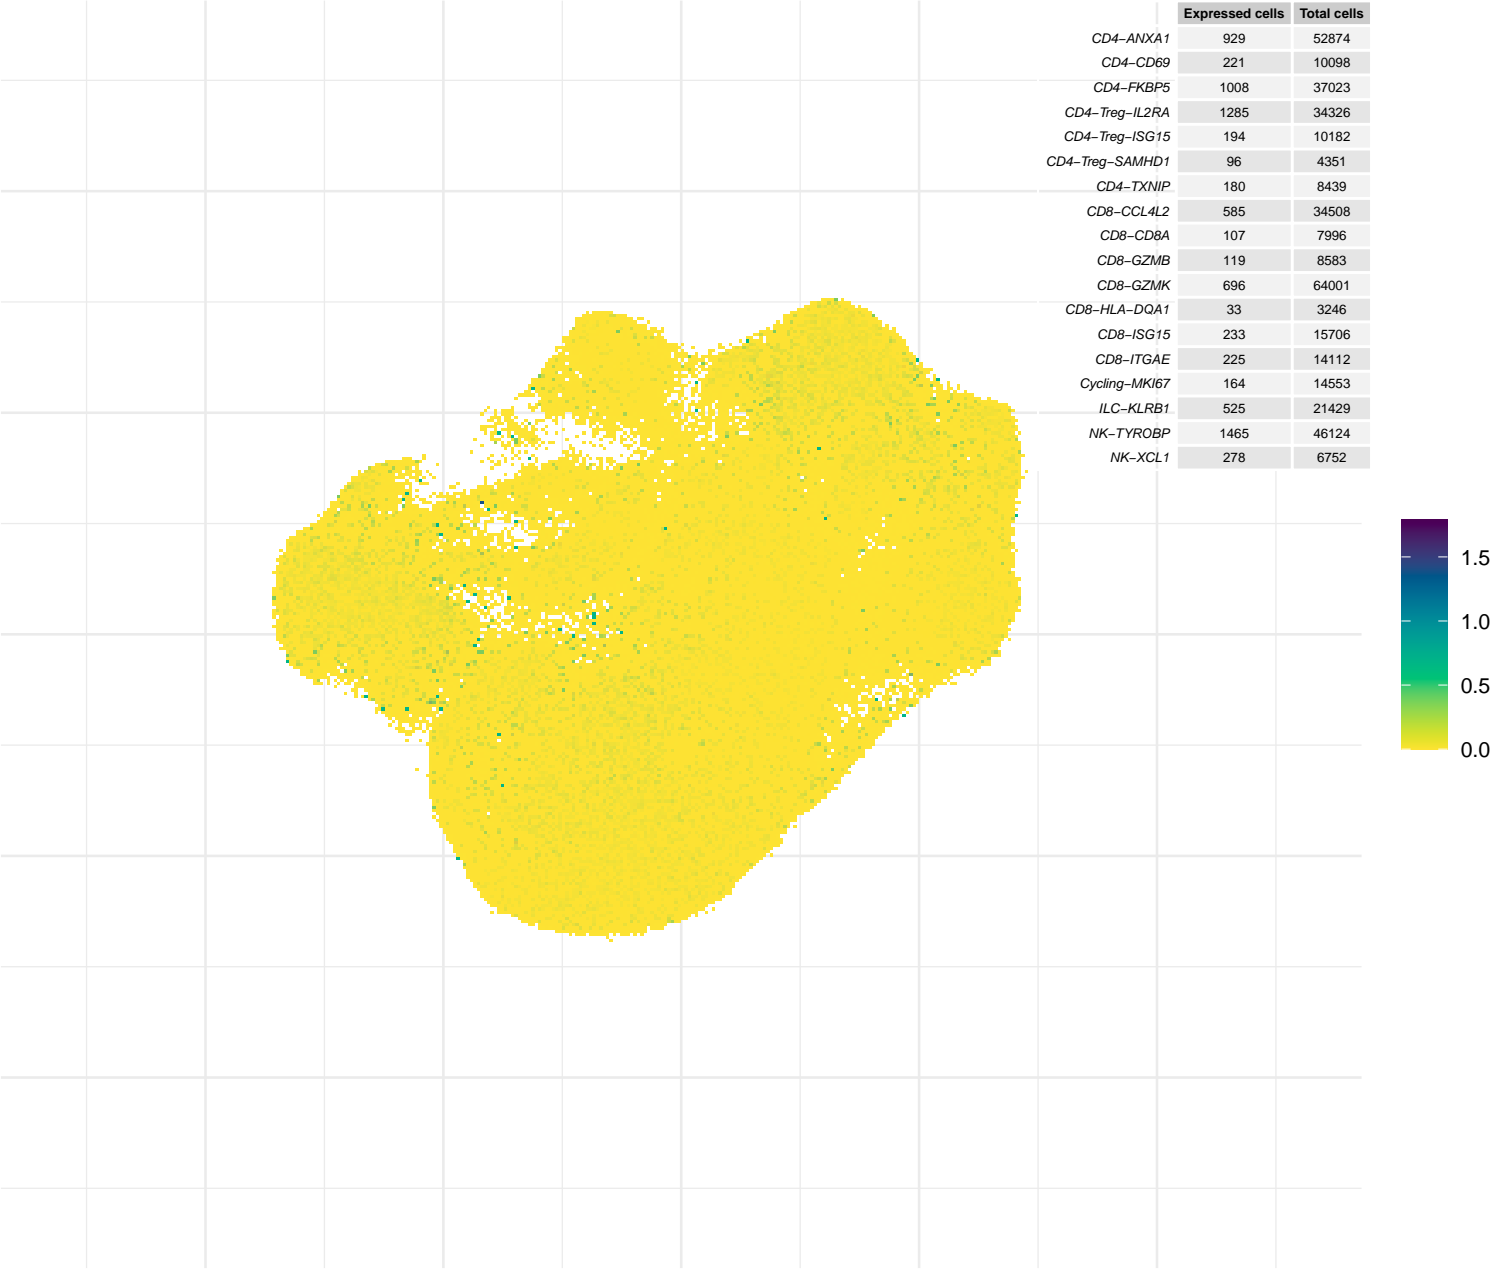 Expressed cells Total cells
CD4−ANXA1 929 52874
CD4−CD69 221 10098
CD4−FKBP5 1008 37023
CD4−Treg−IL2RA 1285 34326
CD4−Treg−ISG15 194 10182
CD4−Treg−SAMHD1 96 4351
CD4−TXNIP 180 8439
CD8−CCL4L2 585 34508
CD8−CD8A 107 7996
CD8−GZMB 119 8583
CD8−GZMK 696 64001
CD8−HLA−DQA1 33 3246
CD8−ISG15 233 15706
CD8−ITGAE 225 14112
Cycling−MKI67 164 14553
ILC−KLRB1 525 21429
NK−TYROBP 1465 46124
NK−XCL1 278 6752
1.5
1.0
0.5
0.0